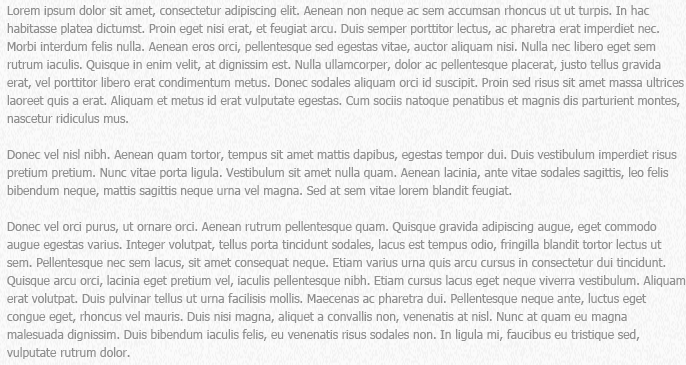 Lorem ipsum dolor sit amet, consectetur adipiscing elit. Aenean non neque ac sem accumsan rhoncus ut ut turpis. In hac
habitasse platea dictumst. Proin eget nisi erat, et feugiat arcu. Duis semper porttitor lectus, ac pharetra erat imperdiet nec.
Morbi interdum felis nulla. Aenean eros orci, pellentesque sed egestas vitae, auctor aliquam nisi. Nulla nec libero eget sem
rutrum iaculis. Quisque in enim velit, at dignissim est. Nulla ullamcorper, dolor ac pellentesque placerat, justo tellus gravida
erat, vel porttitor libero erat condimentum metus. Donec sodales aliquam orci id suscipit. Proin sed risus sit amet massa ultrices
laoreet quis a erat. Aliquam et metus id erat vulputate egestas. Cum sociis natoque penatibus et magnis dis parturient montes,
nascetur ridiculus mus.
Donec vel nisl nibh. Aenean quam tortor, tempus sit amet mattis dapibus, egestas tempor dui. Duis vestibulum imperdiet risus
pretium pretium. Nunc vitae porta ligula. Vestibulum sit amet nulla quam. Aenean lacinia, ante vitae sodales sagittis, leo felis
bibendum neque, mattis sagittis neque urna vel magna. Sed at sem vitae lorem blandit feugiat.
Donec vel orci purus, ut ornare orci. Aenean rutrum pellentesque quam. Quisque gravida adipiscing augue, eget commodo
augue egestas varius. Integer volutpat, tellus porta tincidunt sodales, lacus est tempus odio, fringilla blandit tortor lectus ut
sem. Pellentesque nec sem lacus, sit amet consequat neque. Etiam varius urna quis arcu cursus in consectetur dui tincidunt.
Quisque arcu orci, lacinia eget pretium vel, iaculis pellentesque nibh. Etiam cursus lacus eget neque viverra vestibulum. Aliquam
erat volutpat. Duis pulvinar tellus ut urna facilisis mollis. Maecenas ac pharetra dui. Pellentesque neque ante, luctus eget
congue eget, rhoncus vel mauris. Duis nisi magna, aliquet a convallis non, venenatis at nisl. Nunc at quam eu magna
malesuada dignissim. Duis bibendum iaculis felis, eu venenatis risus sodales non. In ligula mi, faucibus eu tristique sed,
vulputate rutrum dolor.